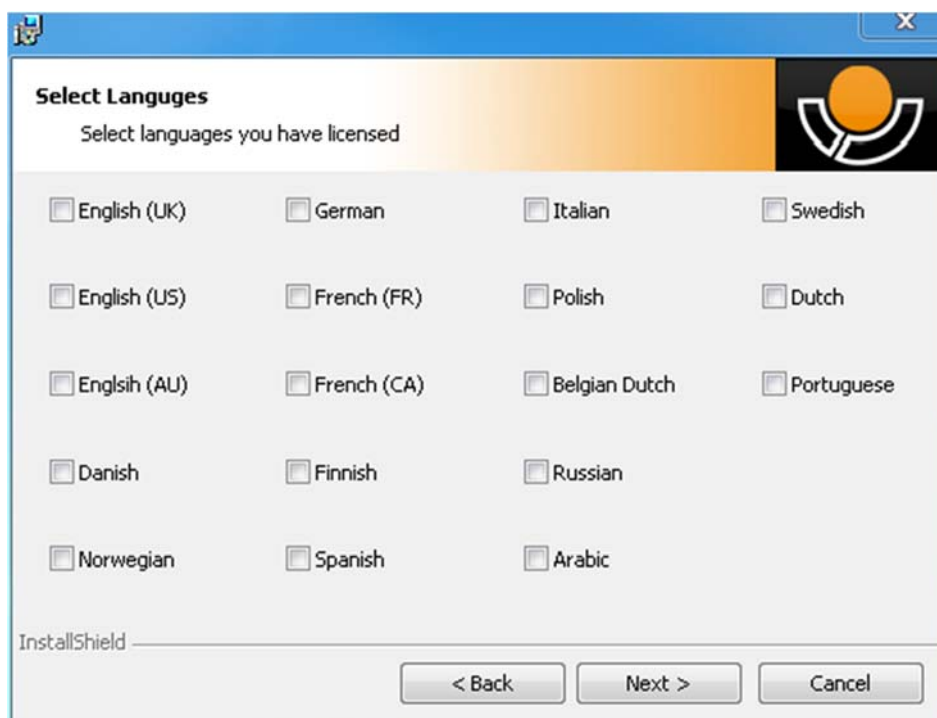 Select Languges
Select languages you have licensed
English (UK) German Italian Swedish
English (US) French (FR) Polish Dutch
Englsih (AU) French (CA) Belgian Dutch Portuguese
Danish Finnish Russian
Norwegian Spanish Arabic
InstallShield
< Back Next > Cancel